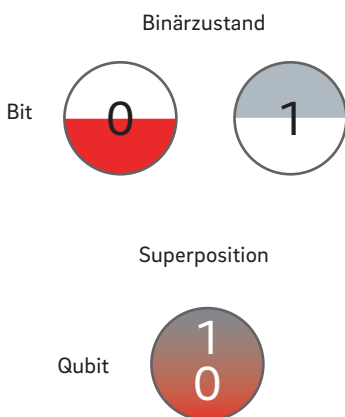 Binärzustand
Bit 0 1
Superposition
1
Qubit
0